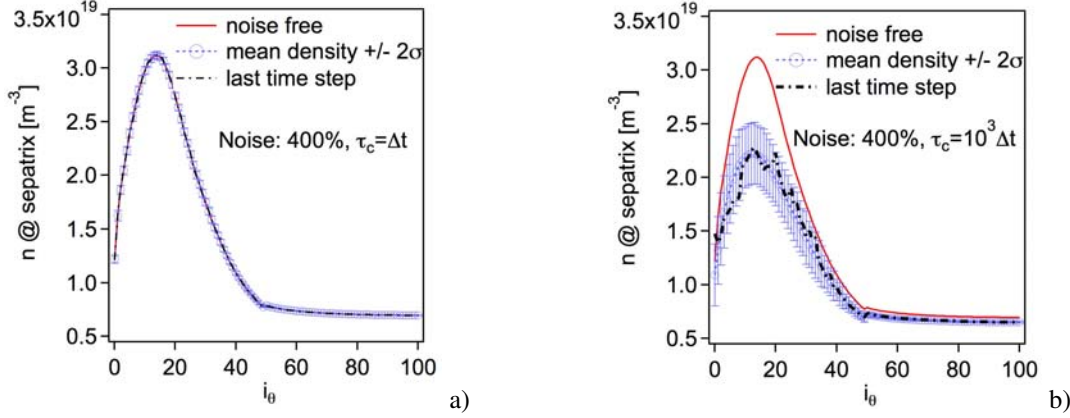 3.5x10^19
noise free
mean density +/- 2σ
last time step
Noise: 400%, τc=Δt
3.0
2.5
2.0
1.5
1.0
0.5
n @ sepatrix [m^-3]
0 20 40 60 80 100
iθ
a)
3.5x10^19
noise free
mean density +/- 2σ
last time step
Noise: 400%, τc=10^3 Δt
3.0
2.5
2.0
1.5
1.0
0.5
n @ sepatrix [m^-3]
0 20 40 60 80 100
iθ
b)